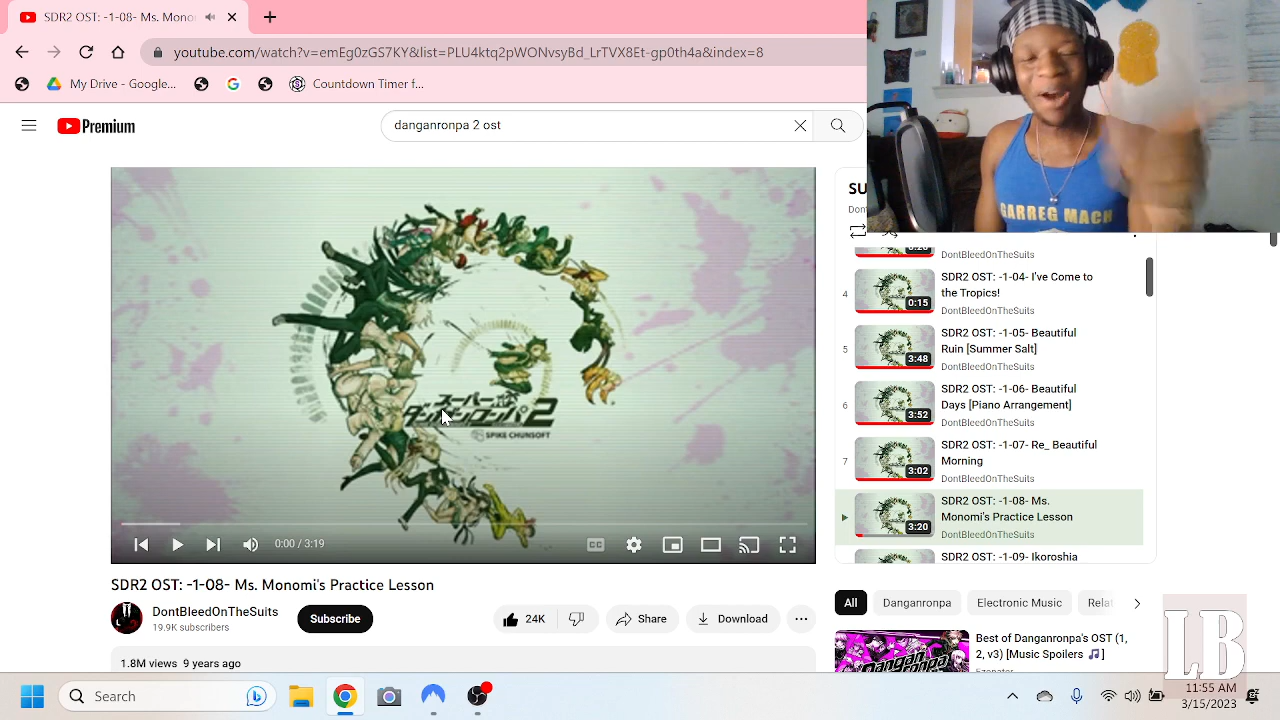 SDR2 OST: -1-08- Ms. Mon
youtube.com/watch?v=emEg0zGS7KY&list=PLU4ktq2pWONVsv8d_LrTVX8Et-gp0th4a&index=8
My Drive - Google...
Countdown Timer f...
Premium
danganronpa 2 ost
GARREG MACH
スーパー
ダンガンロンパ2
SPIKE CHUNSOFT
0:00 / 3:19
CC
SDR2 OST: -1-08- Ms. Monomi's Practice Lesson
DontBleedOnTheSuits
19.9K subscribers
Subscribe
24K
Share
Download
1.8M views 9 years ago
SU
Don
DontBleedOnTheSuits
4
0:15
SDR2 OST: -1-04- I've Come to
the Tropics!
DontBleedOnTheSuits
5
3:48
SDR2 OST: -1-05- Beautiful
Ruin [Summer Salt]
DontBleedOnTheSuits
6
3:52
SDR2 OST: -1-06- Beautiful
Days [Piano Arrangement]
DontBleedOnTheSuits
7
3:02
SDR2 OST: -1-07- Re_ Beautiful
Morning
DontBleedOnTheSuits
3:20
SDR2 OST: -1-08- Ms.
Monomi's Practice Lesson
DontBleedOnTheSuits
SDR2 OST: -1-09- Ikoroshia
All
Danganronpa
Electronic Music
Relat
Best of Danganronpa's OST (1,
2, v3) [Music Spoilers 🎵]
LB
Search
11:55 AM
3/15/2023